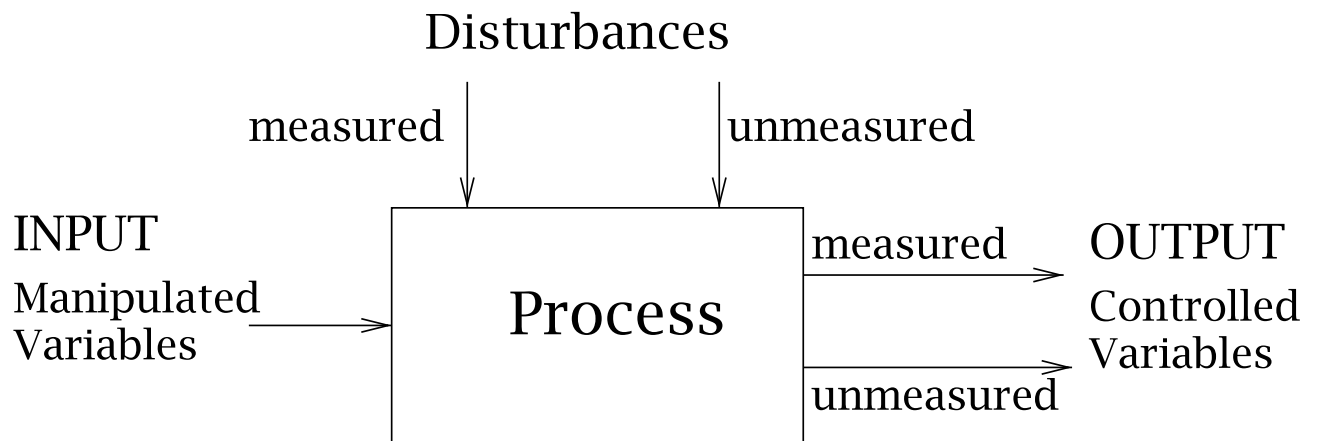 Disturbances
measured
unmeasured
INPUT
Manipulated
Variables
Process
measured
unmeasured
OUTPUT
Controlled
Variables